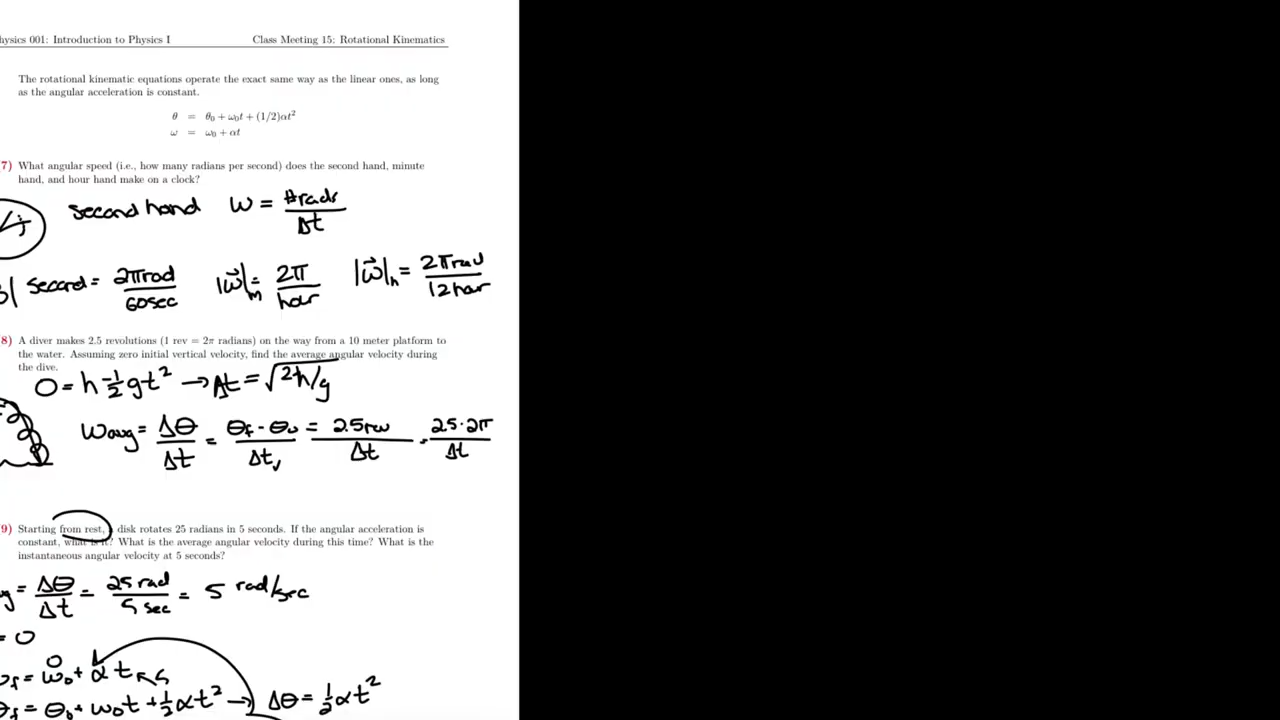 hysics 001: Introduction to Physics I Class Meeting 15: Rotational Kinematics
The rotational kinematic equations operate the exact same way as the linear ones, as long
as the angular acceleration is constant.
θ = θ₀ + ω₀t + (1/2)αt²
ω = ω₀ + αt
7) What angular speed (i.e., how many radians per second) does the second hand, minute
hand, and hour hand make on a clock?
second hand ω = #rads/Δt
| second = 2πrad/60sec |ω⃗|m = 2π/hour |ω⃗|h = 2πrad/12hour
8) A diver makes 2.5 revolutions (1 rev = 2π radians) on the way from a 10 meter platform to
the water. Assuming zero initial vertical velocity, find the average angular velocity during
the dive.
0 = h - ½gt² → Δt = √2h/g
ωavg = Δθ/Δt = θf - θ₀/Δt = 2.5rev/Δt = 2.5·2π/Δt
9) Starting from rest, a disk rotates 25 radians in 5 seconds. If the angular acceleration is
constant, what is it? What is the average angular velocity during this time? What is the
instantaneous angular velocity at 5 seconds?
g = Δθ/Δt = 25 rad/5 sec = 5 rad/sec
= 0
0
ωf = ω₀ + αt 5
θf = θ₀ + ω₀t + ½αt² → Δθ = ½αt²